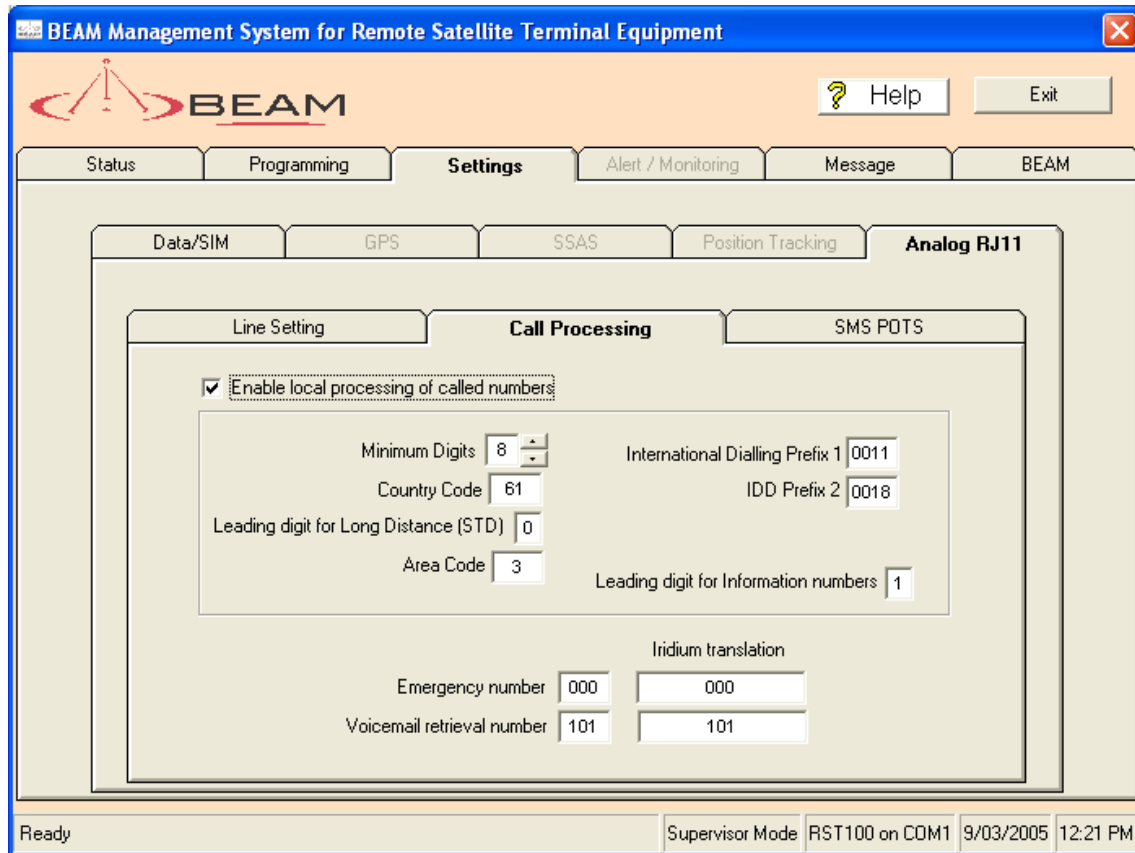 BEAM Management System for Remote Satellite Terminal Equipment
BEAM
? Help
Exit
Status
Programming
Settings
Alert / Monitoring
Message
BEAM
Data/SIM
GPS
SSAS
Position Tracking
Analog RJ11
Line Setting
Call Processing
SMS POTS
Enable local processing of called numbers
Minimum Digits 8
International Dialling Prefix 1 0011
Country Code 61
IDD Prefix 2 0018
Leading digit for Long Distance (STD) 0
Area Code 3
Leading digit for Information numbers 1
Iridium translation
Emergency number 000 000
Voicemail retrieval number 101 101
Ready
Supervisor Mode
RST100 on COM1
9/03/2005
12:21 PM